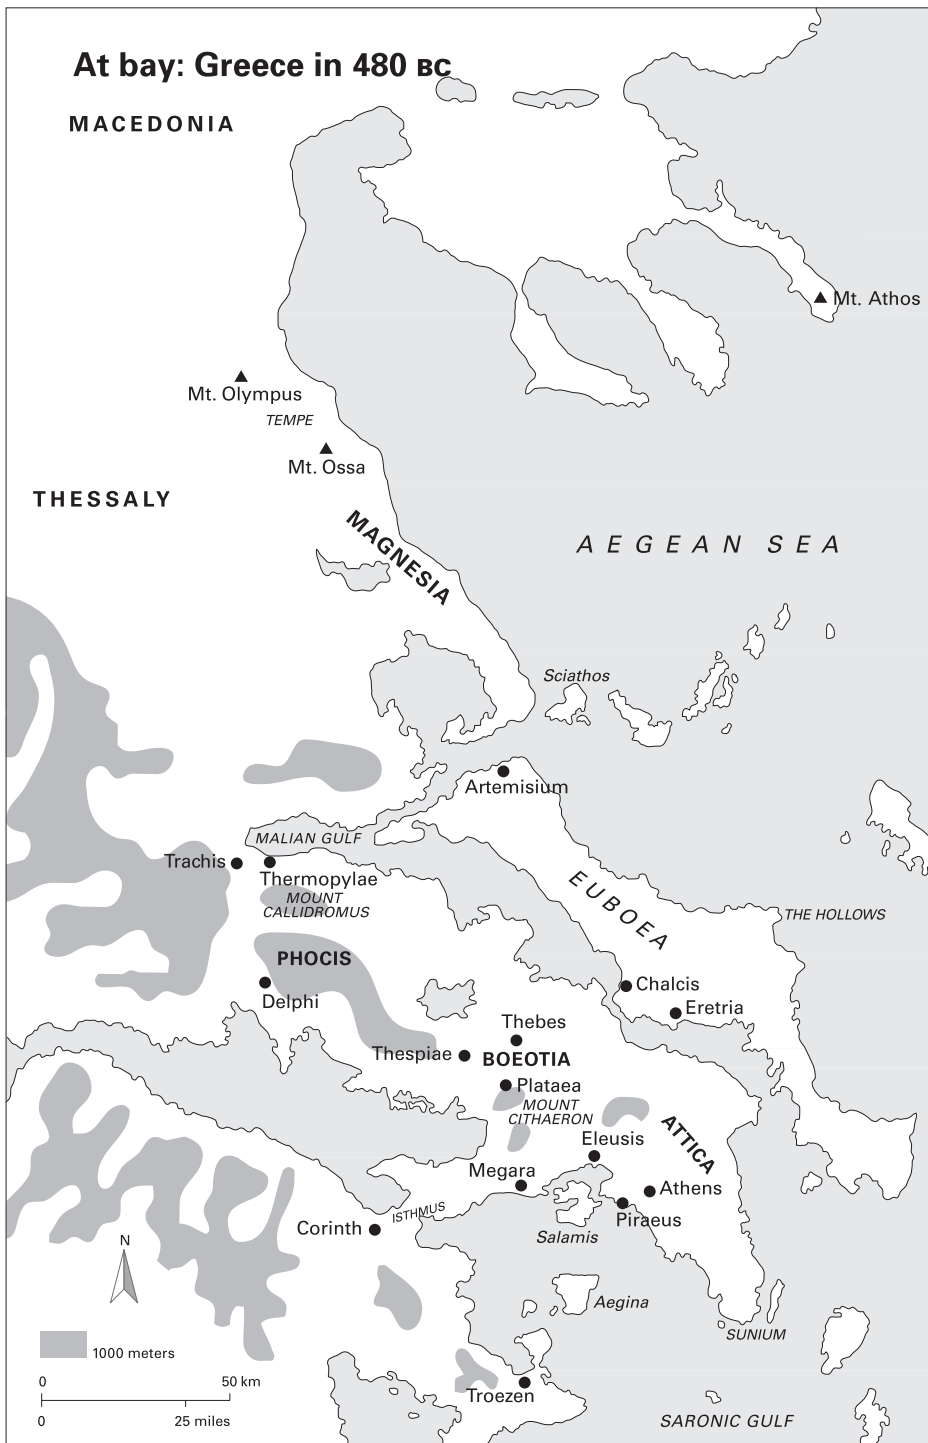 At bay: Greece in 480 BC
MACEDONIA
Mt. Athos
Mt. Olympus
TEMPE
Mt. Ossa
THESSALY
MAGNESIA
AEGEAN SEA
Sciathos
Artemisium
MALIAN GULF
Trachis
Thermopylae
MOUNT
CALLIDROMUS
EUBOEA
THE HOLLOWS
PHOCIS
Delphi
Chalcis
Eretria
Thebes
Thespiae
BOEOTIA
Plataea
MOUNT
CITHAERON
ATTICA
Eleusis
Megara
Athens
Piraeus
ISTHMUS
Corinth
Salamis
N
Aegina
SUNIUM
1000 meters
0 50 km
0 25 miles
Troezen
SARONIC GULF